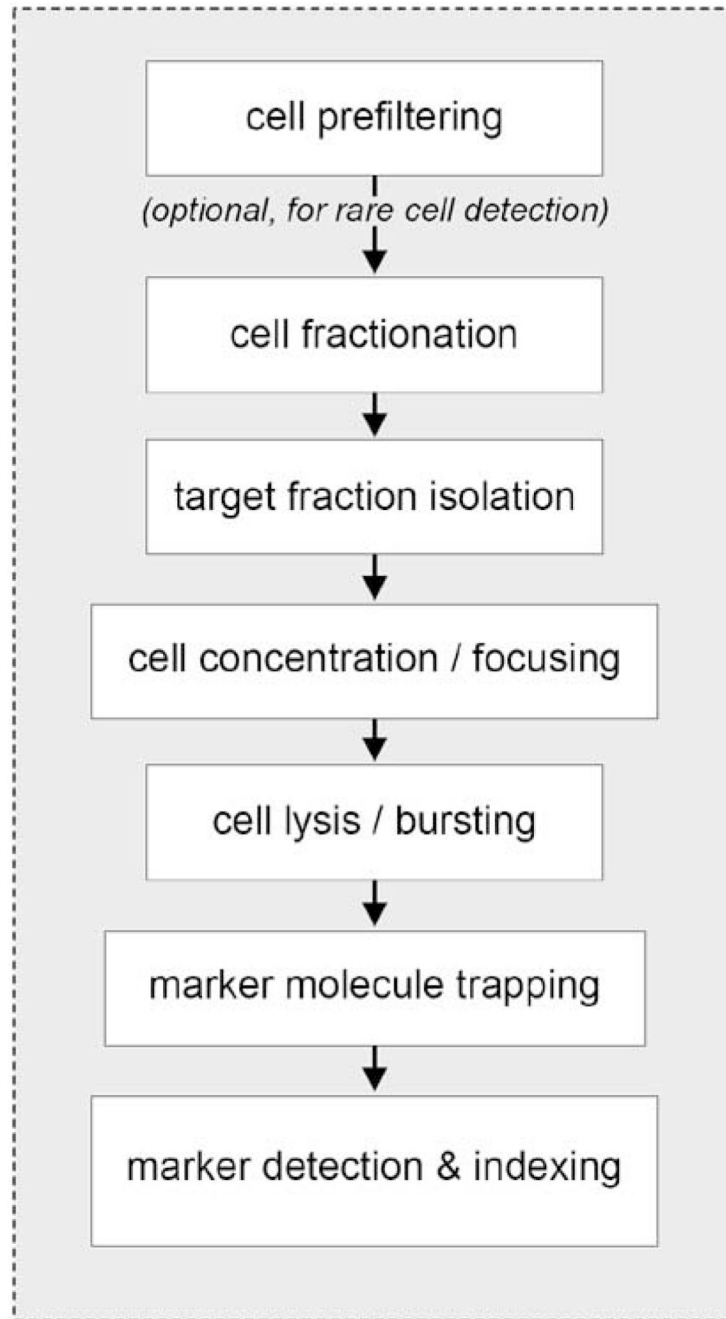 cell prefiltering
(optional, for rare cell detection)
cell fractionation
target fraction isolation
cell concentration / focusing
cell lysis / bursting
marker molecule trapping
marker detection & indexing